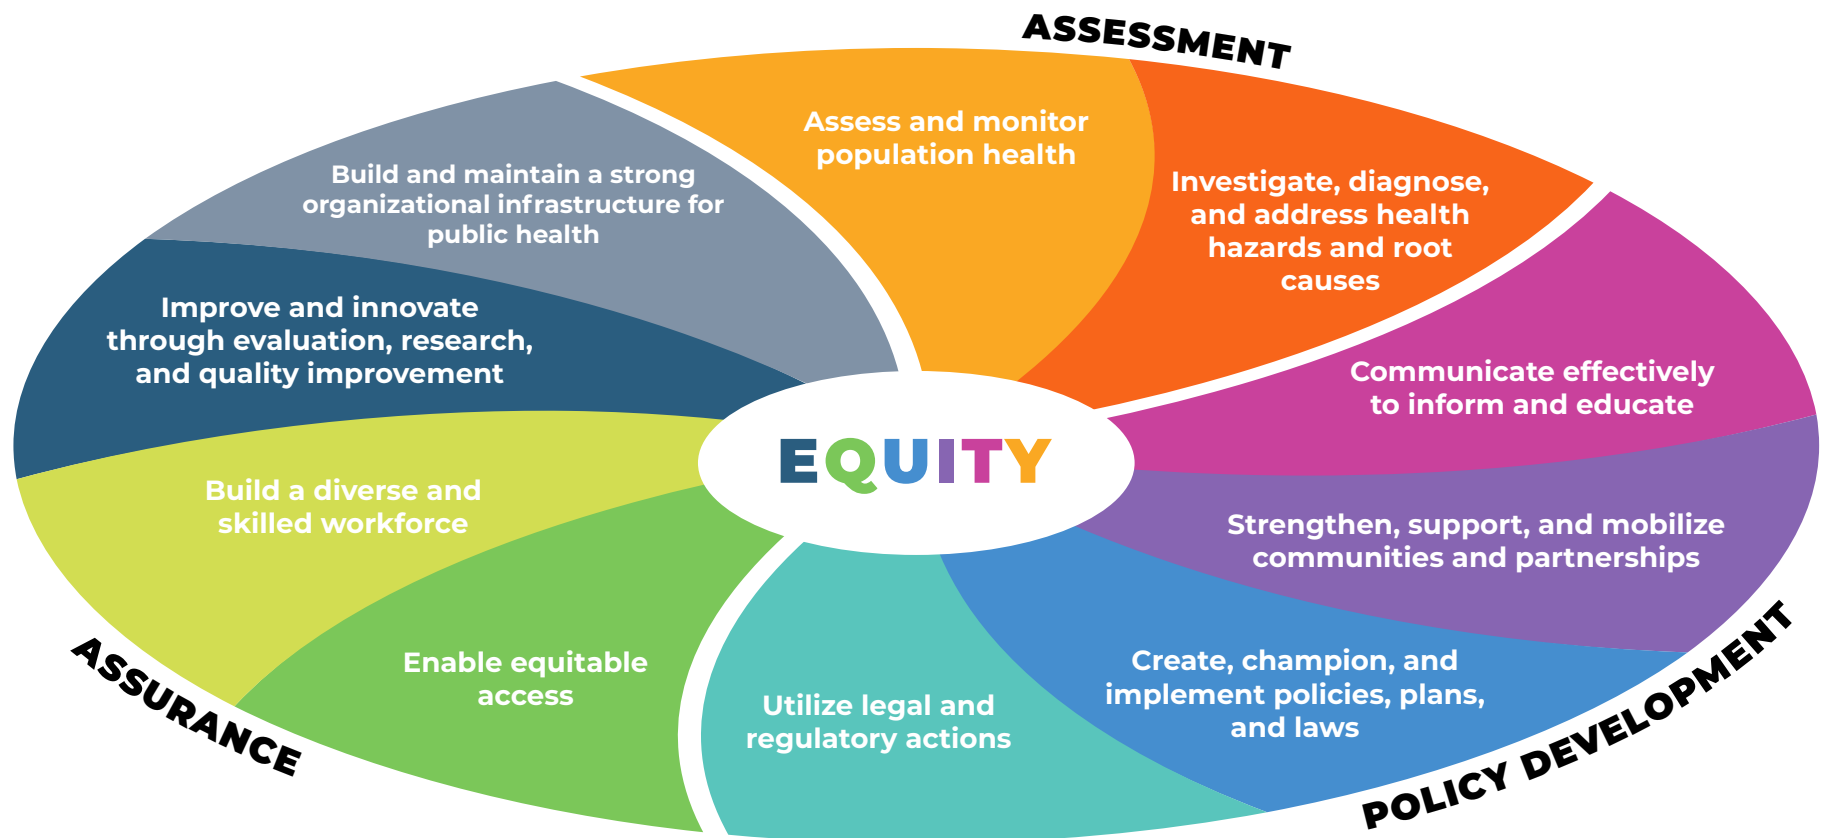 ASSESSMENT
Assess and monitor
population health
Investigate, diagnose,
and address health
hazards and root
causes
Communicate effectively
to inform and educate
Strengthen, support, and mobilize
communities and partnerships
POLICY DEVELOPMENT
Create, champion, and
implement policies, plans,
and laws
Utilize legal and
regulatory actions
ASSURANCE
Enable equitable
access
Build a diverse and
skilled workforce
Improve and innovate
through evaluation, research,
and quality improvement
Build and maintain a strong
organizational infrastructure for
public health
EQUITY